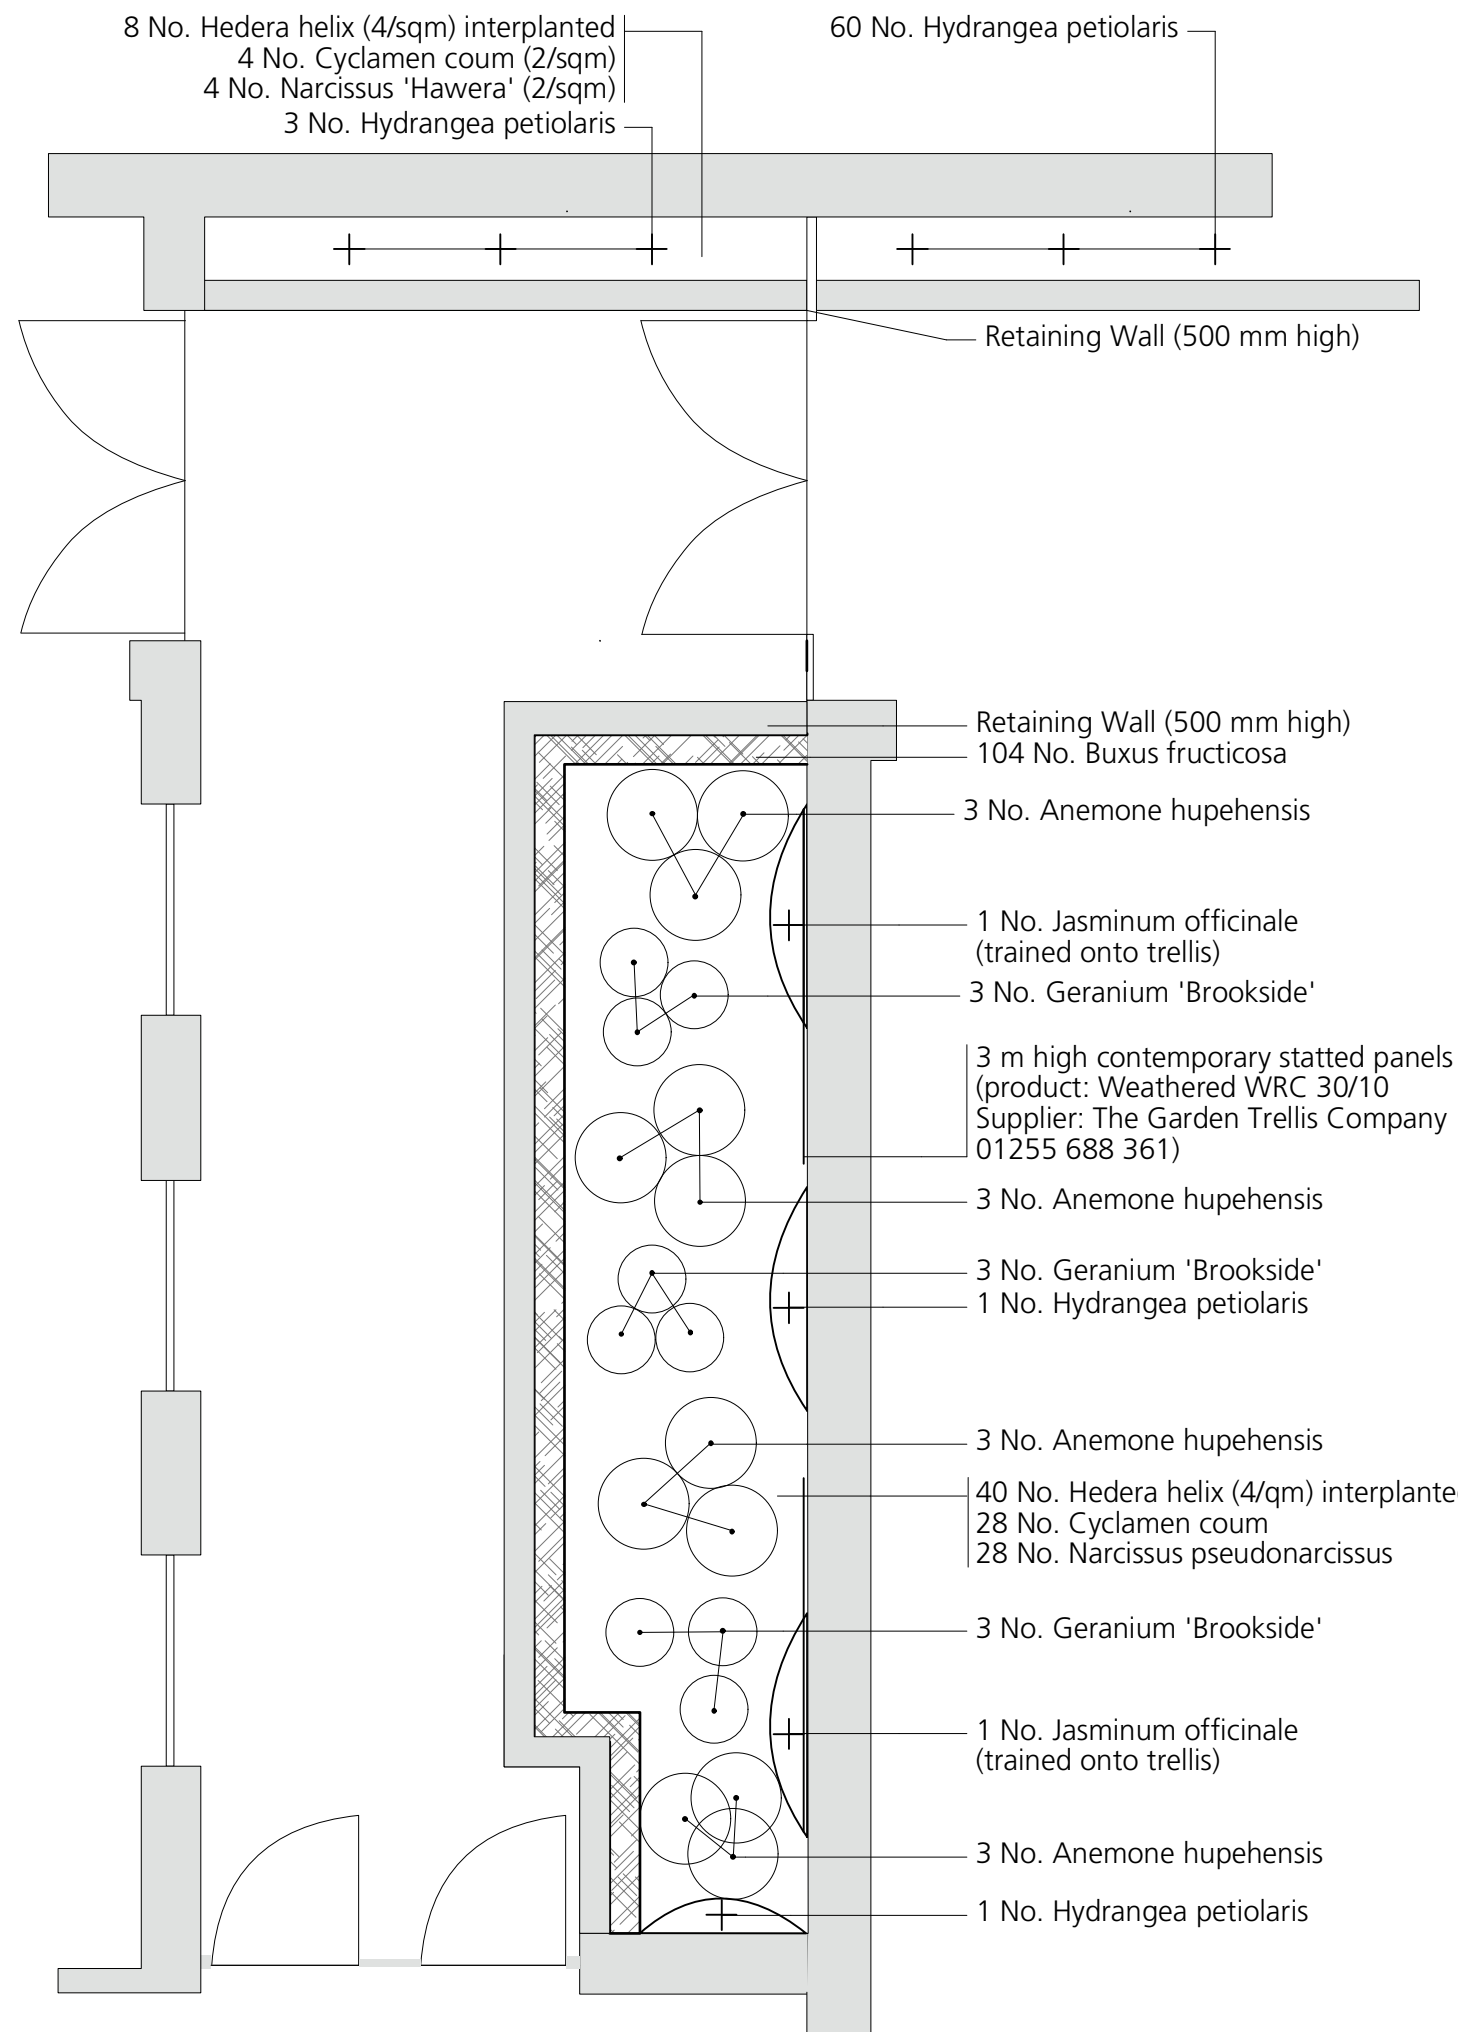 8 No. Hedera helix (4/sqm) interplanted
4 No. Cyclamen coum (2/sqm)
4 No. Narcissus 'Hawera' (2/sqm)
3 No. Hydrangea petiolaris
60 No. Hydrangea petiolaris
Retaining Wall (500 mm high)
Retaining Wall (500 mm high)
104 No. Buxus fructicosa
3 No. Anemone hupehensis
1 No. Jasminum officinale
(trained onto trellis)
3 No. Geranium 'Brookside'
3 m high contemporary statted panels
(product: Weathered WRC 30/10
Supplier: The Garden Trellis Company
01255 688 361)
3 No. Anemone hupehensis
3 No. Geranium 'Brookside'
1 No. Hydrangea petiolaris
3 No. Anemone hupehensis
40 No. Hedera helix (4/qm) interplante
28 No. Cyclamen coum
28 No. Narcissus pseudonarcissus
3 No. Geranium 'Brookside'
1 No. Jasminum officinale
(trained onto trellis)
3 No. Anemone hupehensis
1 No. Hydrangea petiolaris